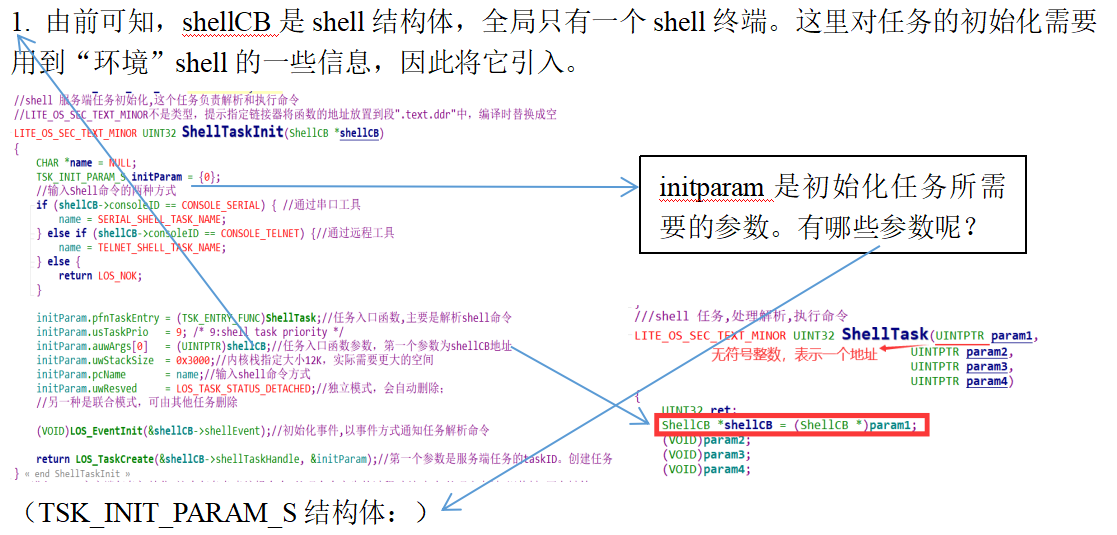 1. 由前可知，shellCB 是 shell 结构体，全局只有一个 shell 终端。这里对任务的初始化需要
用到“环境”shell 的一些信息，因此将它引入。
//shell 服务端任务初始化,这个任务负责解析和执行命令
//LITE_OS_SEC_TEXT_MINOR不是类型，提示指定链接器将函数的地址放置到段".text.ddr"中，编译时替换成空
LITE_OS_SEC_TEXT_MINOR UINT32 ShellTaskInit(ShellCB *shellCB)
{
CHAR *name = NULL;
TSK_INIT_PARAM_S initParam = {0};
//输入Shell命令的两种方式
if (shellCB->consoleID == CONSOLE_SERIAL) { //通过串口工具
name = SERIAL_SHELL_TASK_NAME;
} else if (shellCB->consoleID == CONSOLE_TELNET) {//通过远程工具
name = TELNET_SHELL_TASK_NAME;
} else {
return LOS_NOK;
}
initParam.pfnTaskEntry = (TSK_ENTRY_FUNC)ShellTask;//任务入口函数,主要是解析shell命令
initParam.usTaskPrio = 9; /* 9:shell task priority */
initParam.auwArgs[0] = (UINTPTR)shellCB;//任务入口函数参数，第一个参数为shellCB地址
initParam.uwStackSize = 0x3000;//内核栈指定大小12K，实际需要更大的空间
initParam.pcName = name;//输入shell命令方式
initParam.uwResved = LOS_TASK_STATUS_DETACHED;//独立模式，会自动删除；
//另一种是联合模式，可由其他任务删除
(VOID)LOS_EventInit(&shellCB->shellEvent);//初始化事件,以事件方式通知任务解析命令
return LOS_TaskCreate(&shellCB->shellTaskHandle, &initParam);//第一个参数是服务端任务的taskID。创建任务
} « end ShellTaskInit »
initparam 是初始化任务所需
要的参数。有哪些参数呢？
///shell 任务,处理解析,执行命令
LITE_OS_SEC_TEXT_MINOR UINT32 ShellTask(UINTPTR param1,
无符号整数，表示一个地址
UINTPTR param2,
UINTPTR param3,
UINTPTR param4)
{
UINT32 ret;
ShellCB *shellCB = (ShellCB *)param1;
(VOID)param2;
(VOID)param3;
(VOID)param4;
（TSK_INIT_PARAM_S 结构体：）